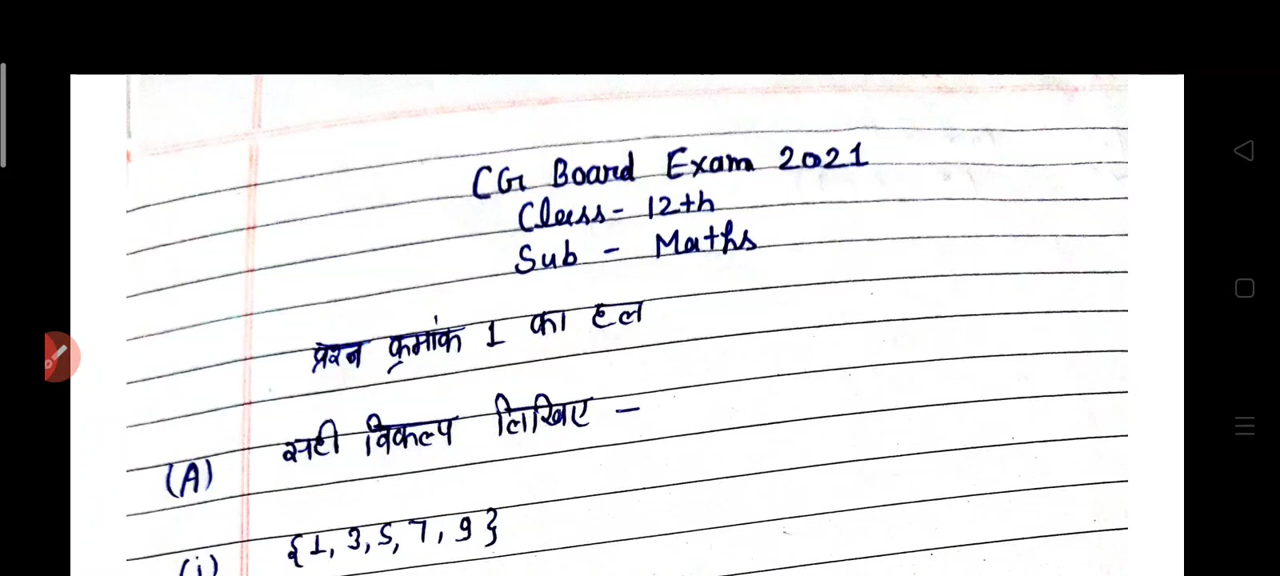 CG Board Exam 2021
Class- 12th
Sub - Maths
प्रश्न क्रमांक 1 का हल
(A) सही विकल्प लिखिए -
(i) {1, 3, 5, 7, 9}